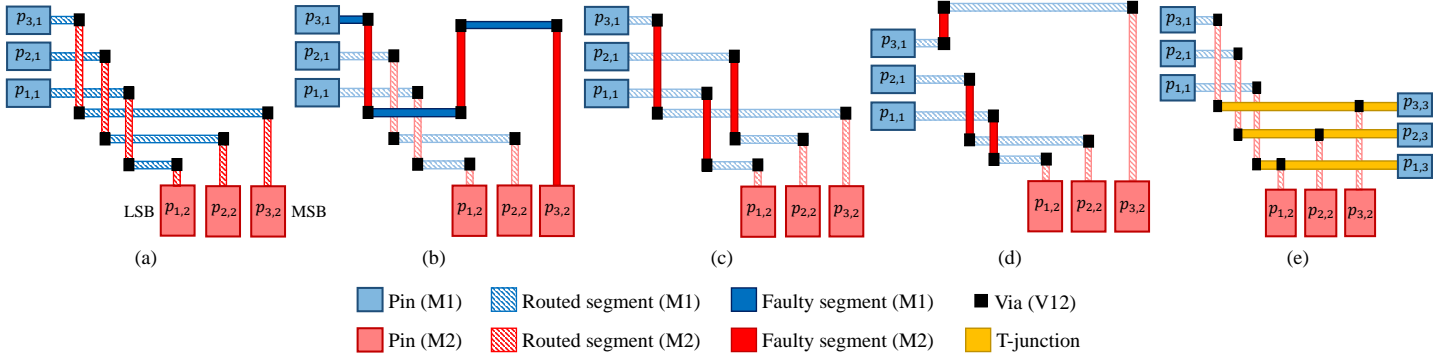 p3,1
p2,1
p1,1
LSB
p1,2
p2,2
p3,2
MSB
(a)
p3,1
p2,1
p1,1
p1,2
p2,2
p3,2
(b)
p3,1
p2,1
p1,1
p1,2
p2,2
p3,2
(c)
p3,1
p2,1
p1,1
p1,2
p2,2
p3,2
(d)
p3,1
p2,1
p1,1
p3,3
p2,3
p1,3
p1,2
p2,2
p3,2
(e)
Pin (M1)
Routed segment (M1)
Faulty segment (M1)
Via (V12)
Pin (M2)
Routed segment (M2)
Faulty segment (M2)
T-junction